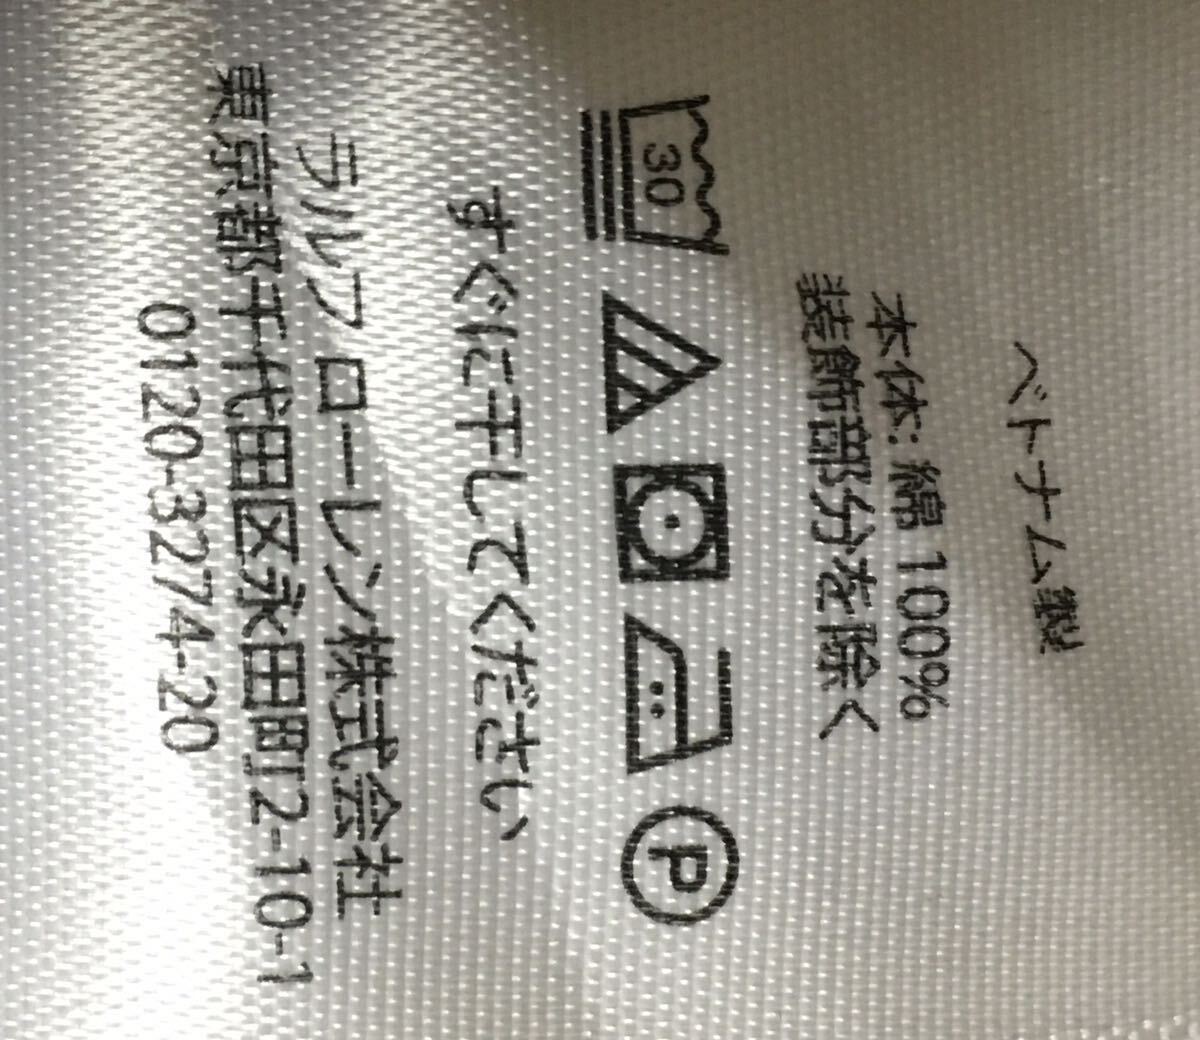 ベトナム製
本体: 綿 100%
装飾部分を除く
30
P
すぐに干してください
ラルフ ローレン株式会社
東京都千代田区永田町2-10-1
0120-3274-20